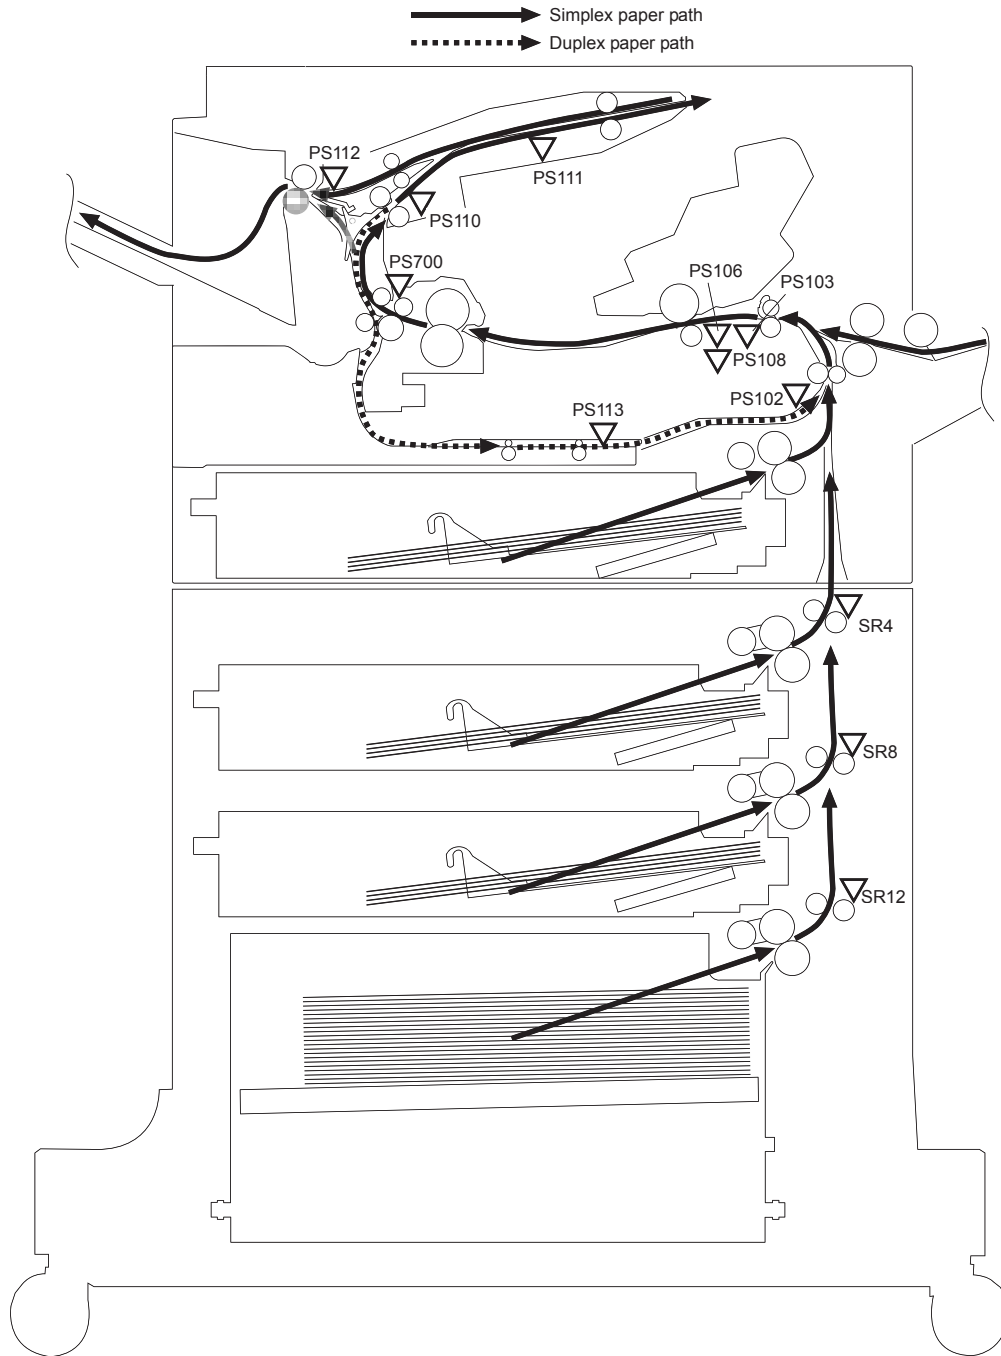 Simplex paper path
Duplex paper path
PS112
PS111
PS110
PS700
PS106
PS103
PS108
PS102
PS113
SR4
SR8
SR12